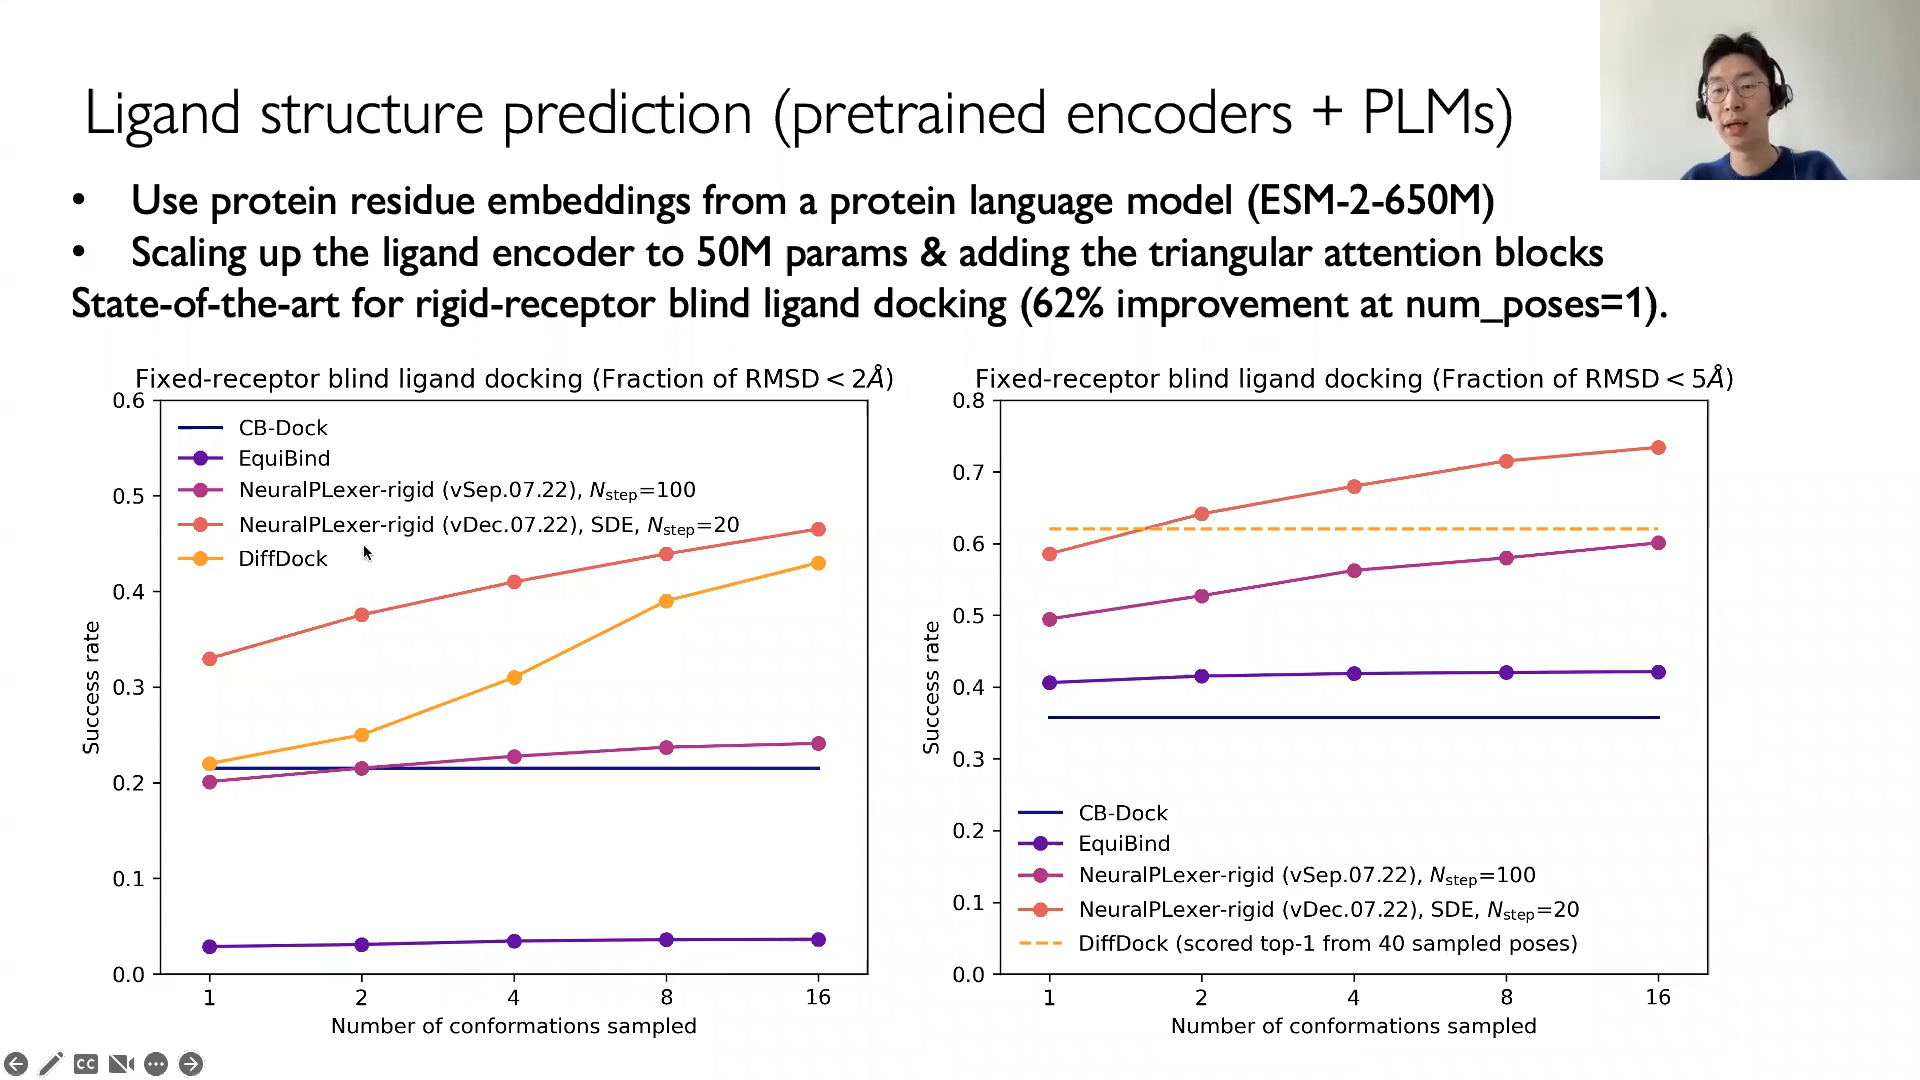 Ligand structure prediction (pretrained encoders + PLMs)
• Use protein residue embeddings from a protein language model (ESM-2-650M)
• Scaling up the ligand encoder to 50M params & adding the triangular attention blocks
State-of-the-art for rigid-receptor blind ligand docking (62% improvement at num_poses=1).
Fixed-receptor blind ligand docking (Fraction of RMSD < 2Å)
0.6
0.5
0.4
0.3
0.2
0.1
0.0
Success rate
CB-Dock
EquiBind
NeuralPLexer-rigid (vSep.07.22), Nstep=100
NeuralPLexer-rigid (vDec.07.22), SDE, Nstep=20
DiffDock
1 2 4 8 16
Number of conformations sampled
Fixed-receptor blind ligand docking (Fraction of RMSD < 5Å)
0.8
0.7
0.6
0.5
0.4
0.3
0.2
0.1
0.0
Success rate
CB-Dock
EquiBind
NeuralPLexer-rigid (vSep.07.22), Nstep=100
NeuralPLexer-rigid (vDec.07.22), SDE, Nstep=20
DiffDock (scored top-1 from 40 sampled poses)
1 2 4 8 16
Number of conformations sampled
CC